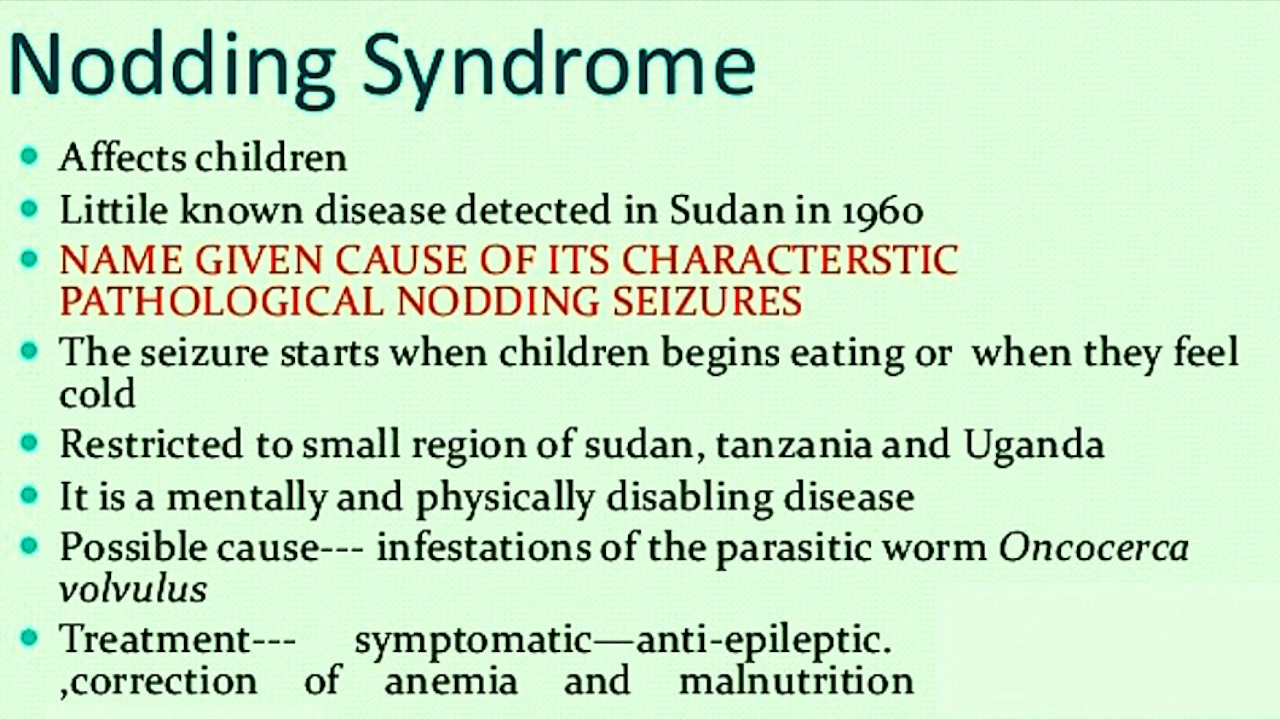 Nodding Syndrome
• Affects children
• Littile known disease detected in Sudan in 1960
• NAME GIVEN CAUSE OF ITS CHARACTERSTIC
PATHOLOGICAL NODDING SEIZURES
• The seizure starts when children begins eating or when they feel
cold
• Restricted to small region of sudan, tanzania and Uganda
• It is a mentally and physically disabling disease
• Possible cause--- infestations of the parasitic worm Oncocerca
volvulus
• Treatment--- symptomatic—anti-epileptic.
,correction of anemia and malnutrition